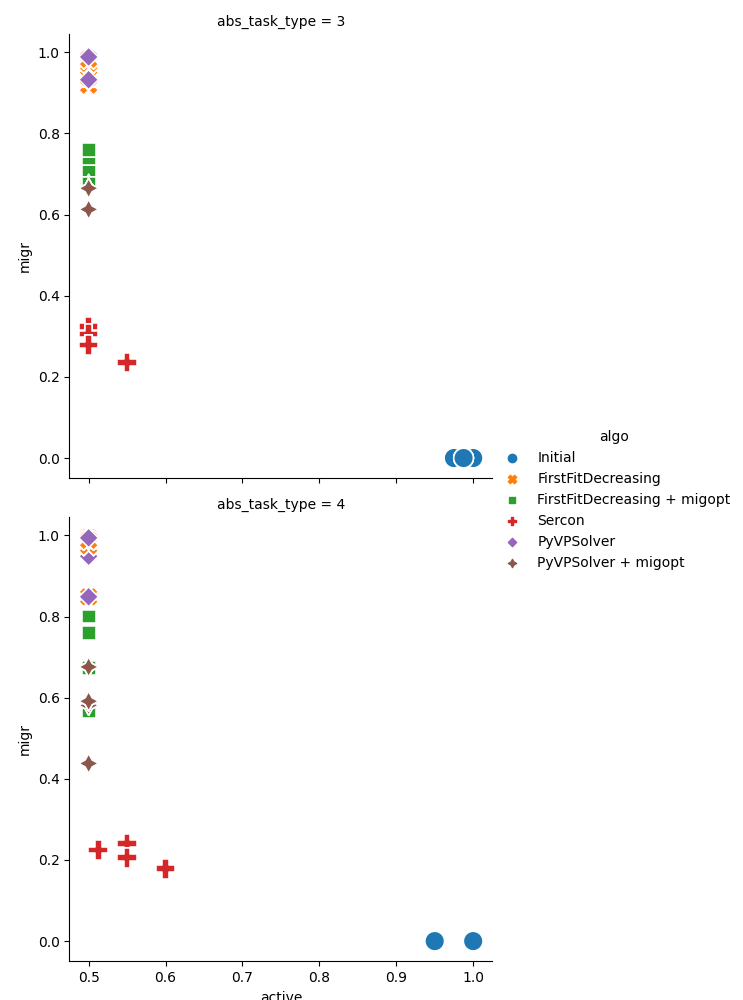 abs_task_type = 3
1.0
0.8
0.6
0.4
0.2
0.0
migr
algo
Initial
FirstFitDecreasing
FirstFitDecreasing + migopt
Sercon
PyVPSolver
PyVPSolver + migopt
abs_task_type = 4
1.0
0.8
0.6
0.4
0.2
0.0
migr
0.5 0.6 0.7 0.8 0.9 1.0
active